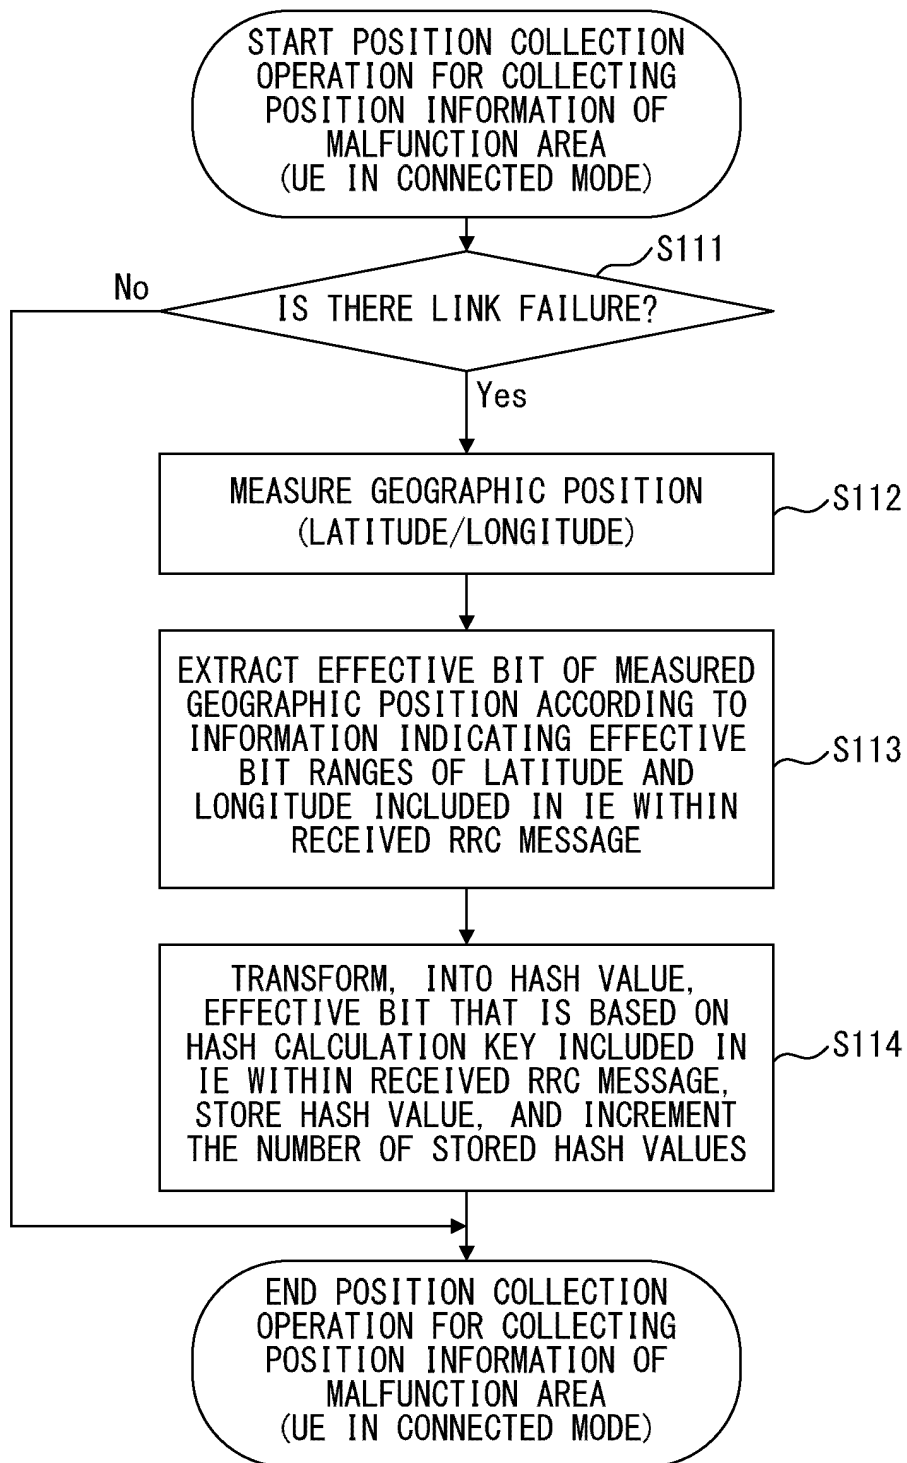 START POSITION COLLECTION
OPERATION FOR COLLECTING
POSITION INFORMATION OF
MALFUNCTION AREA
(UE IN CONNECTED MODE)
S111
No
IS THERE LINK FAILURE?
Yes
MEASURE GEOGRAPHIC POSITION
(LATITUDE/LONGITUDE)
S112
EXTRACT EFFECTIVE BIT OF MEASURED
GEOGRAPHIC POSITION ACCORDING TO
INFORMATION INDICATING EFFECTIVE
BIT RANGES OF LATITUDE AND
LONGITUDE INCLUDED IN IE WITHIN
RECEIVED RRC MESSAGE
S113
TRANSFORM, INTO HASH VALUE,
EFFECTIVE BIT THAT IS BASED ON
HASH CALCULATION KEY INCLUDED IN
IE WITHIN RECEIVED RRC MESSAGE,
STORE HASH VALUE, AND INCREMENT
THE NUMBER OF STORED HASH VALUES
S114
END POSITION COLLECTION
OPERATION FOR COLLECTING
POSITION INFORMATION OF
MALFUNCTION AREA
(UE IN CONNECTED MODE)